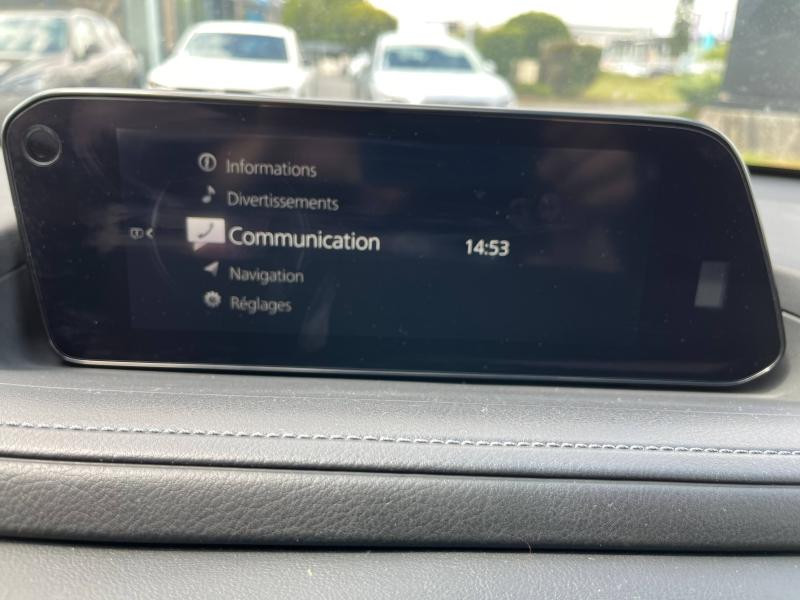 Informations
Divertissements
Communication
14:53
Navigation
Réglages